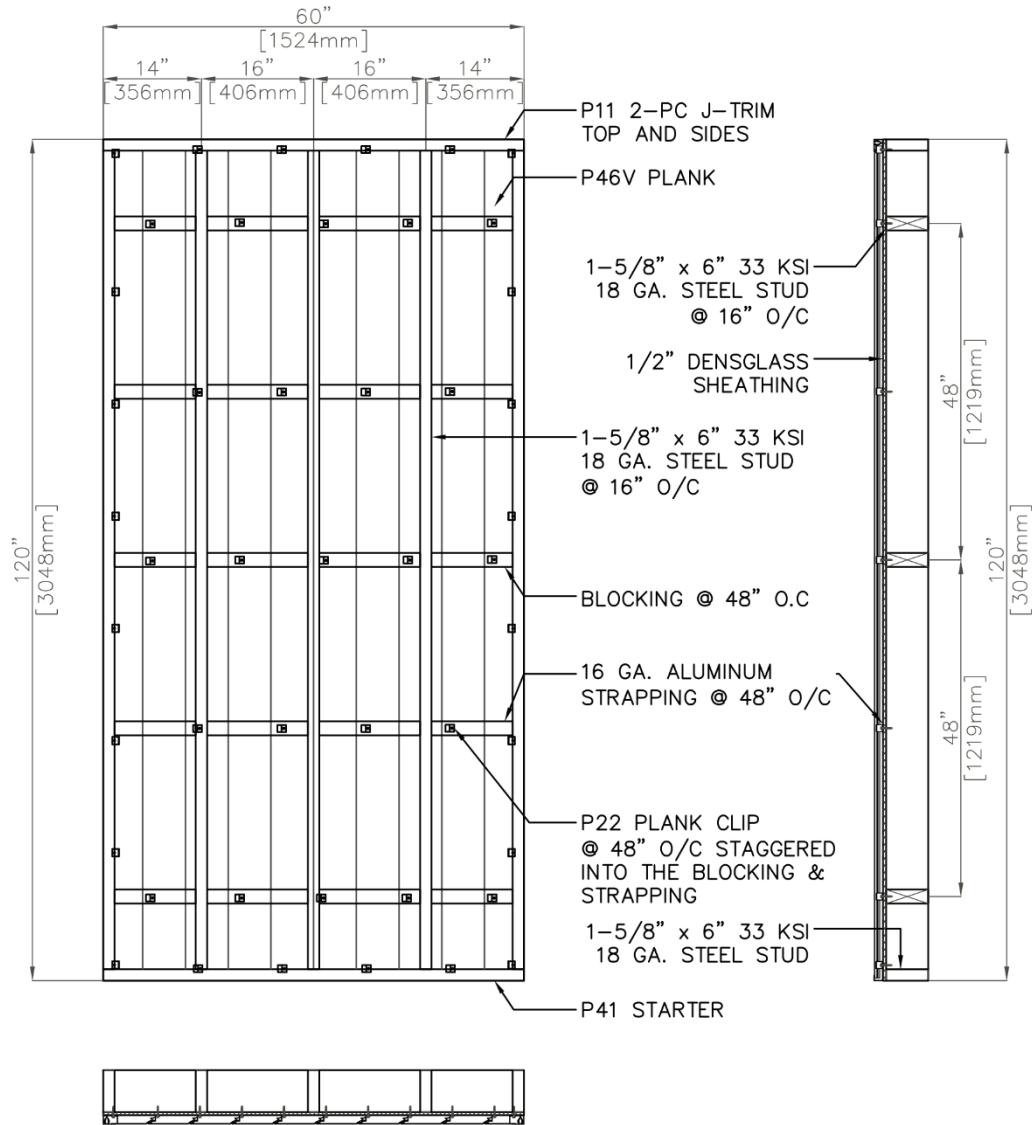 60”
[1524mm]
14”
[356mm]
16”
[406mm]
16”
[406mm]
14”
[356mm]
P11 2-PC J-TRIM
TOP AND SIDES
P46V PLANK
1-5/8” x 6” 33 KSI
18 GA. STEEL STUD
@ 16” O/C
1/2” DENSGLASS
SHEATHING
1-5/8” x 6” 33 KSI
18 GA. STEEL STUD
@ 16” O/C
BLOCKING @ 48” O.C
16 GA. ALUMINUM
STRAPPING @ 48” O/C
P22 PLANK CLIP
@ 48” O/C STAGGERED
INTO THE BLOCKING &
STRAPPING
1-5/8” x 6” 33 KSI
18 GA. STEEL STUD
P41 STARTER
120”
[3048mm]
48”
[1219mm]
48”
[1219mm]
120”
[3048mm]